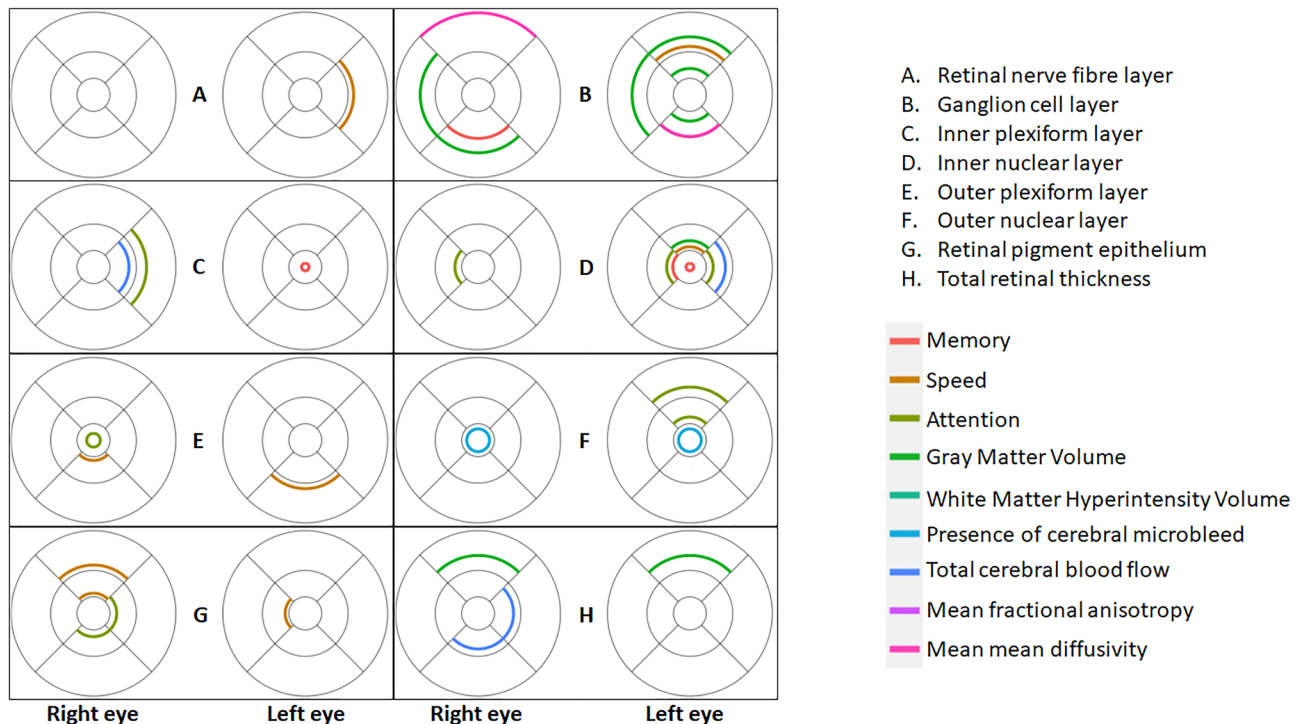 A
B
C
D
E
F
G
H
Right eye
Left eye
Right eye
Left eye
A. Retinal nerve fibre layer
B. Ganglion cell layer
C. Inner plexiform layer
D. Inner nuclear layer
E. Outer plexiform layer
F. Outer nuclear layer
G. Retinal pigment epithelium
H. Total retinal thickness
Memory
Speed
Attention
Gray Matter Volume
White Matter Hyperintensity Volume
Presence of cerebral microbleed
Total cerebral blood flow
Mean fractional anisotropy
Mean mean diffusivity